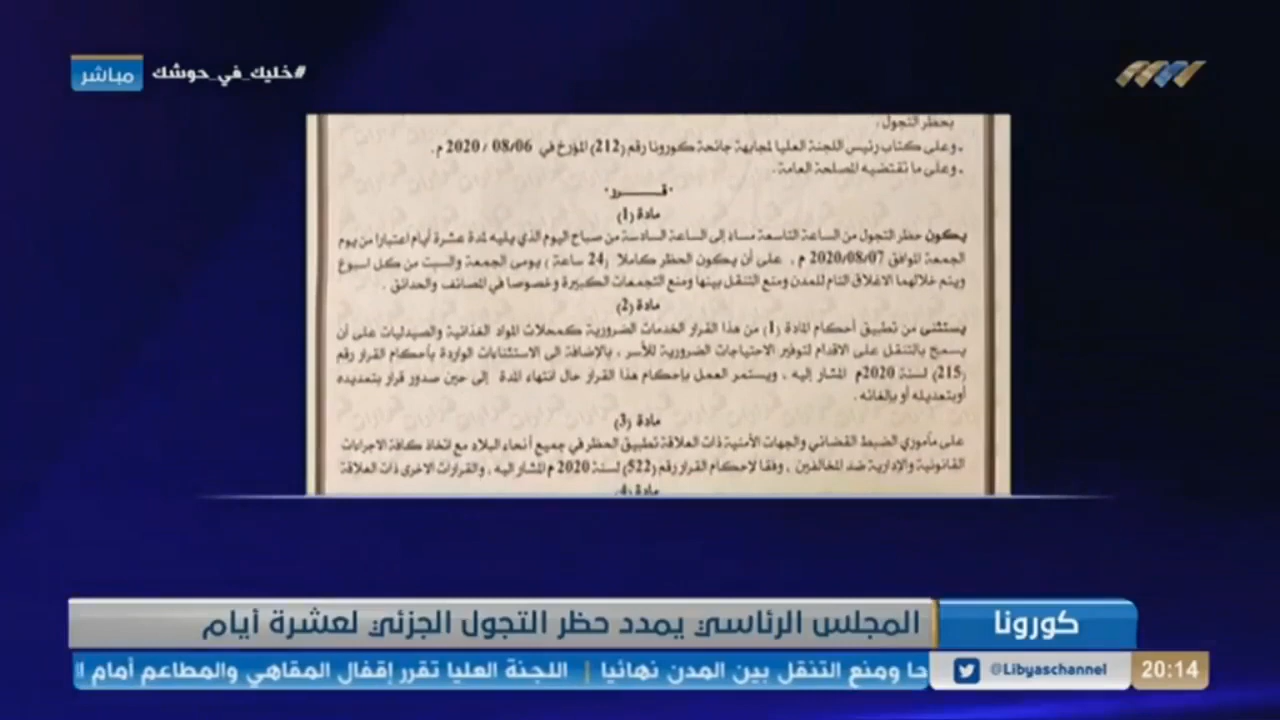 مباشر
#خليك_في_حوشك
بحظر التجول.
ـ وعلى كتاب رئيس اللجنة العليا لمجابهة جائحة كورونا رقم (212) المؤرخ في 08/06 / 2020 م.
ـ وعلى ما تقتضيه المصلحة العامة.
"قــــرر"
مادة (1)
يكون حظر التجول من الساعة التاسعة مساء إلى الساعة السادسة من صباح اليوم الذي يليه لمدة عشرة أيام اعتبارا من يوم
الجمعة الموافق 2020/08/07 م ، على أن يكون الحظر كاملا (24 ساعة) يومى الجمعة والسبت من كل اسبوع
ويتم خلالهما الاغلاق التام للمدن ومنع التنقل بينها ومنع التجمعات الكبيرة وخصوصا في المصائف والحدائق .
مادة (2)
يستثنى من تطبيق أحكام المادة (1) من هذا القرار الخدمات الضرورية كمحلات المواد الغذائية والصيدليات على أن
يسمح بالتنقل على الاقدام لتوفير الاحتياجات الضرورية للأسر ، بالإضافة الى الاستثناءات الواردة بأحكام القرار رقم
(215) لسنة 2020م المشار إليه ، ويستمر العمل بإحكام هذا القرار حال انتهاء المدة إلى حين صدور قرار بتمديده
أوبتعديله أو بإلغائه .
مادة (3)
على مأموري الضبط القضائي والجهات الأمنية ذات العلاقة تطبيق الحظر في جميع أنحاء البلاد مع اتخاذ كافة الاجراءات
القانونية والإدارية ضد المخالفين ، وفقا لاحكام القرار رقم (522) لسنة 2020 م المشار اليه ، والقرارات الاخرى ذات العلاقة
مادة (4)
كورونا
المجلس الرئاسي يمدد حظر التجول الجزئي لعشرة أيام
حا ومنع التنقل بين المدن نهائيا | اللجنة العليا تقرر إقفال المقاهي والمطاعم أمام ال
@Libyaschannel
20:14